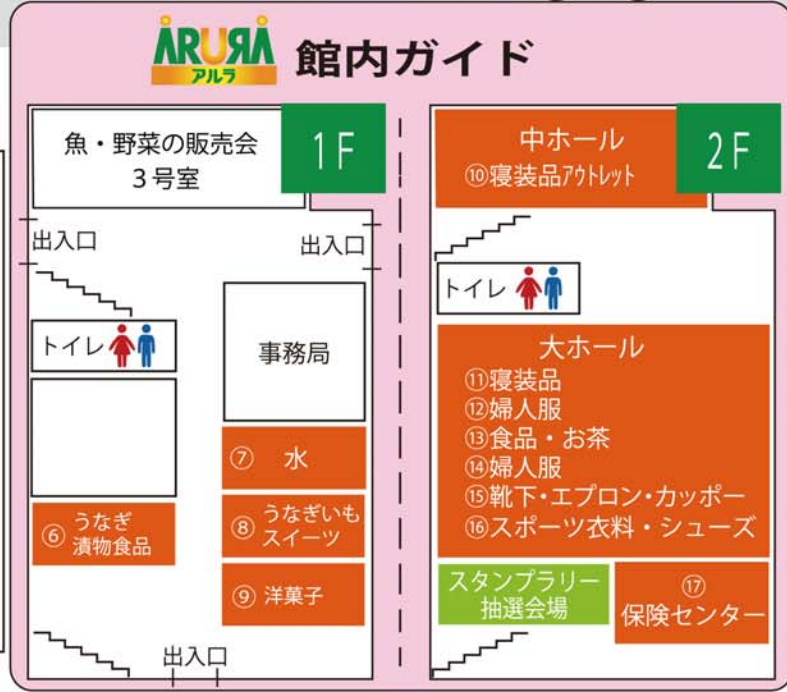 ARURA
アルラ
館内ガイド
魚・野菜の販売会
3号室
1F
出入口
出入口
トイレ
事務局
⑦ 水
⑥ うなぎ
漬物食品
⑧ うなぎいも
スイーツ
⑨ 洋菓子
出入口
中ホール
⑩寝装品アウトレット
2F
トイレ
大ホール
⑪寝装品
⑫婦人服
⑬食品・お茶
⑭婦人服
⑮靴下・エプロン・カッポー
⑯スポーツ衣料・シューズ
スタンプラリー
抽選会場
⑰
保険センター